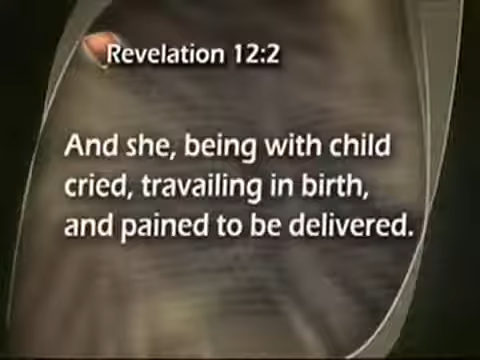 Revelation 12:2
And she, being with child
cried, travailing in birth,
and pained to be delivered.